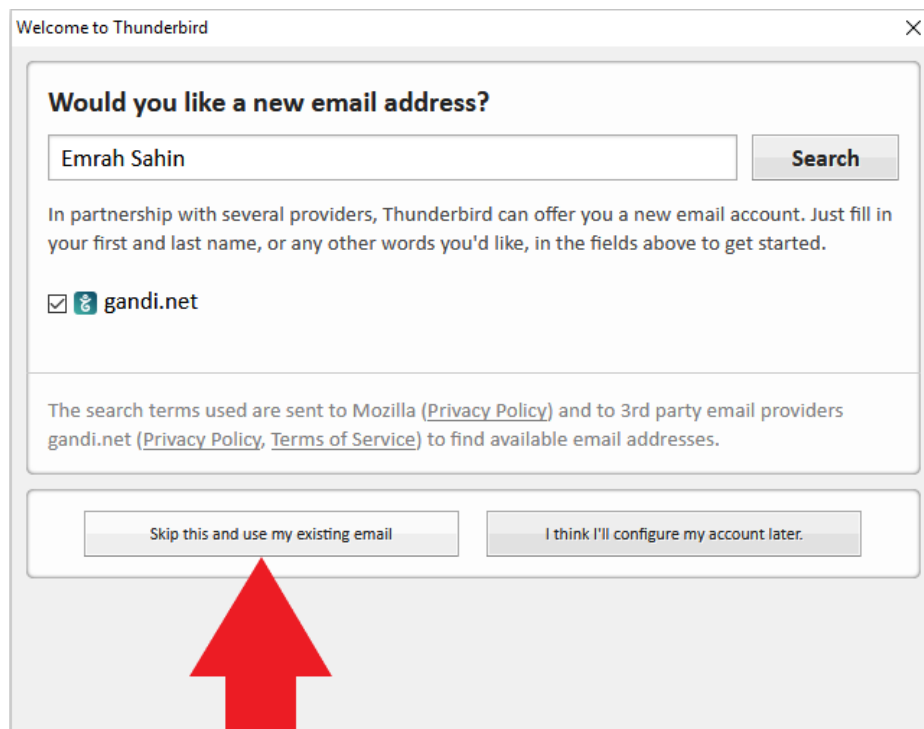 Welcome to Thunderbird
Would you like a new email address?
Emrah Sahin
Search
In partnership with several providers, Thunderbird can offer you a new email account. Just fill in
your first and last name, or any other words you'd like, in the fields above to get started.
gandi.net
The search terms used are sent to Mozilla (Privacy Policy) and to 3rd party email providers
gandi.net (Privacy Policy, Terms of Service) to find available email addresses.
Skip this and use my existing email
I think I'll configure my account later.